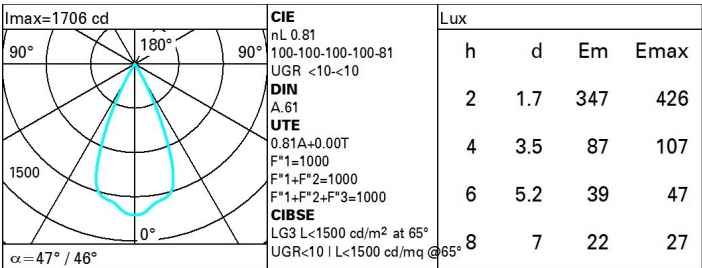 Imax=1706 cd
90° 180° 90°
1500
0°
α=47° / 46°
CIE
nL 0.81
100-100-100-100-81
UGR <10-<10
DIN
A.61
UTE
0.81A+0.00T
F"1=1000
F"1+F"2=1000
F"1+F"2+F"3=1000
CIBSE
LG3 L<1500 cd/m² at 65°
UGR<10 | L<1500 cd/mq @65°
Lux
h d Em Emax
2 1.7 347 426
4 3.5 87 107
6 5.2 39 47
8 7 22 27